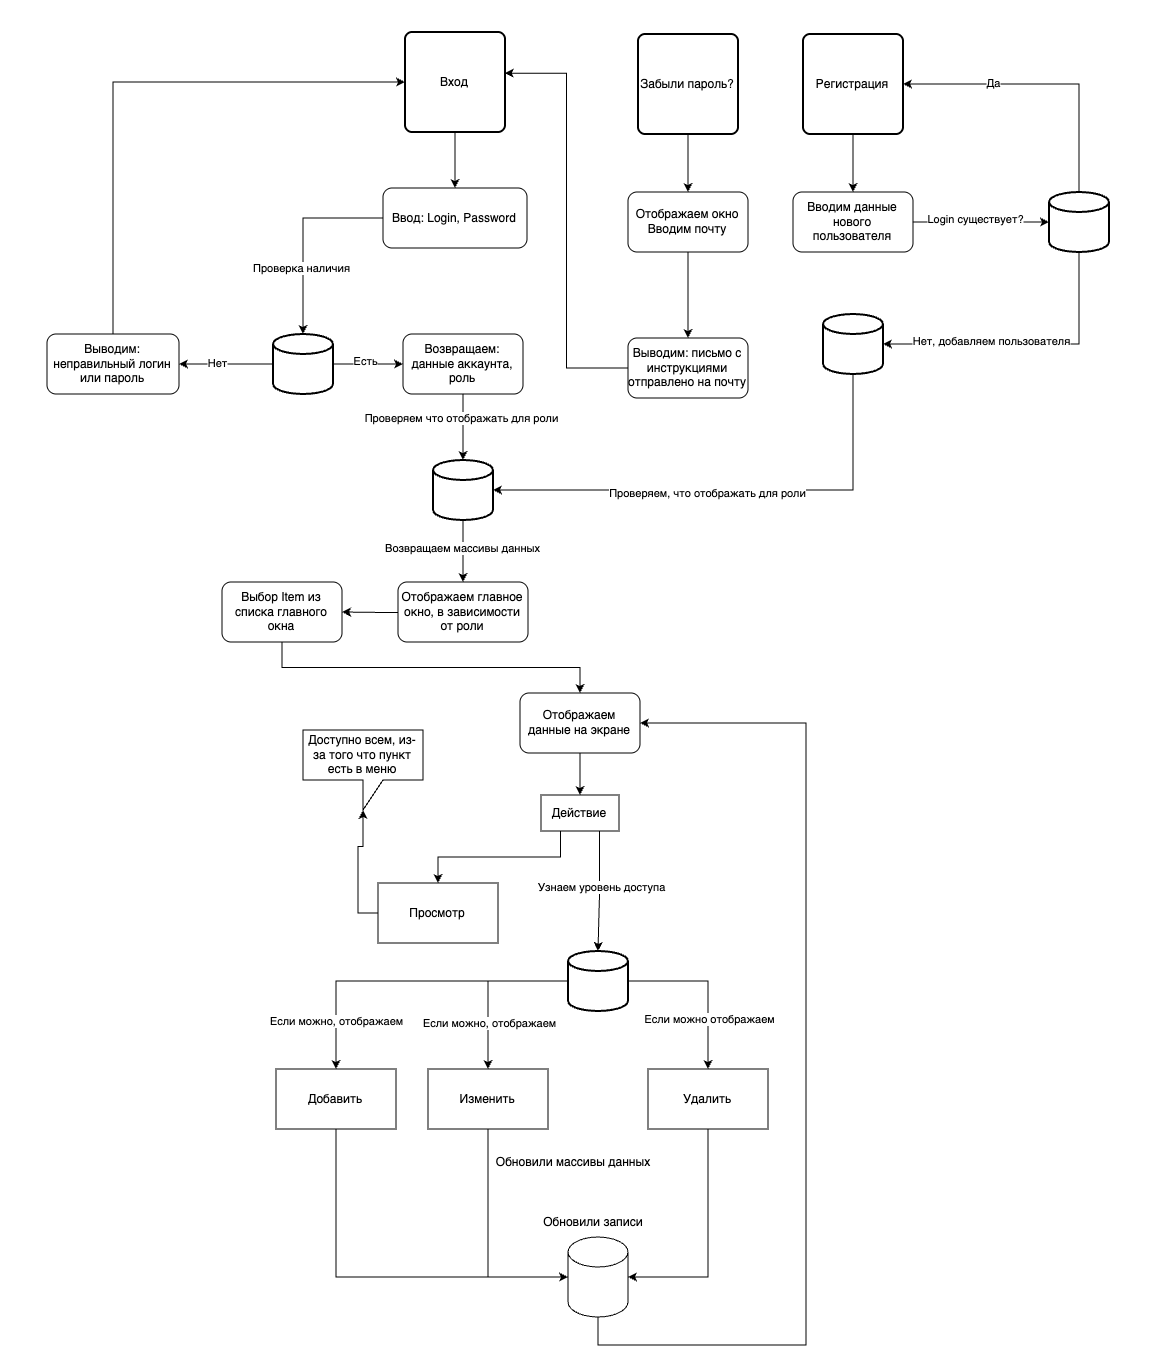 Вход
Забыли пароль?
Регистрация
Да
Ввод: Login, Password
Отображаем окно
Вводим почту
Вводим данные
нового
пользователя
Login существует?
Проверка наличия
Выводим:
неправильный логин
или пароль
Нет
Есть
Возвращаем:
данные аккаунта,
роль
Выводим: письмо с
инструкциями
отправлено на почту
Нет, добавляем пользователя
Проверяем что отображать для роли
Проверяем, что отображать для роли
Возвращаем массивы данных
Выбор Item из
списка главного
окна
Отображаем главное
окно, в зависимости
от роли
Отображаем
данные на экране
Доступно всем, из-
за того что пункт
есть в меню
Действие
Узнаем уровень доступа
Просмотр
Если можно, отображаем
Если можно, отображаем
Если можно отображаем
Добавить
Изменить
Удалить
Обновили массивы данных
Обновили записи